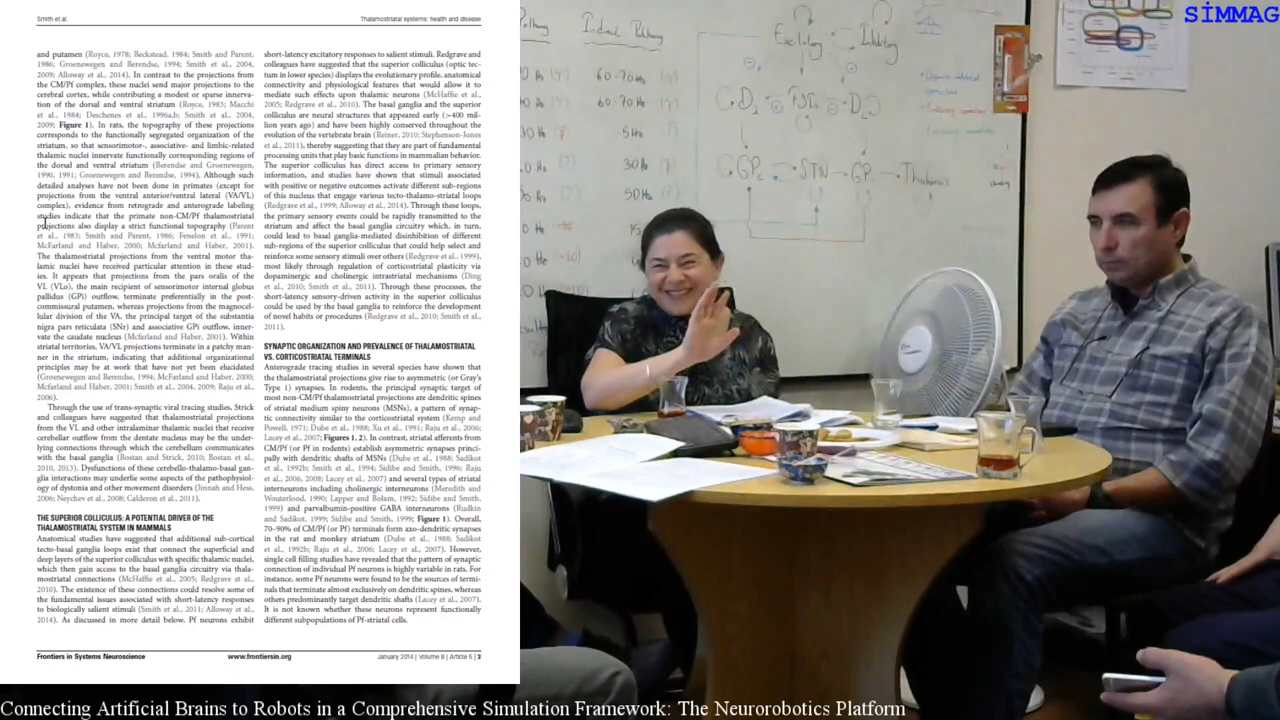 Smith et al.
Thalamostriatal systems: health and disease
and putamen (Royce, 1978; Beckstead, 1984; Smith and Parent,
1986; Groenewegen and Berendse, 1994; Smith et al., 2004,
2009; Alloway et al., 2014). In contrast to the projections from
the CM/Pf complex, these nuclei send major projections to the
cerebral cortex, while contributing a modest or sparse innerva-
tion of the dorsal and ventral striatum (Royce, 1983; Macchi
et al., 1984; Deschenes et al., 1996a,b; Smith et al., 2004,
2009; Figure 1). In rats, the topography of these projections
corresponds to the functionally segregated organization of the
striatum, so that sensorimotor-, associative- and limbic-related
thalamic nuclei innervate functionally corresponding regions of
the dorsal and ventral striatum (Berendse and Groenewegen,
1990, 1991; Groenewegen and Berendse, 1994). Although such
detailed analyses have not been done in primates (except for
projections from the ventral anterior/ventral lateral (VA/VL)
complex), evidence from retrograde and anterograde labeling
studies indicate that the primate non-CM/Pf thalamostriatal
projections also display a strict functional topography (Parent
et al., 1983; Smith and Parent, 1986; Fenelon et al., 1991;
McFarland and Haber, 2000; Mcfarland and Haber, 2001).
The thalamostriatal projections from the ventral motor tha-
lamic nuclei have received particular attention in these stud-
ies. It appears that projections from the pars oralis of the
VL (VLo), the main recipient of sensorimotor internal globus
pallidus (GPi) outflow, terminate preferentially in the post-
commissural putamen, whereas projections from the magnocel-
lular division of the VA, the principal target of the substantia
nigra pars reticulata (SNr) and associative GPi outflow, inner-
vate the caudate nucleus (Mcfarland and Haber, 2001). Within
striatal territories, VA/VL projections terminate in a patchy man-
ner in the striatum, indicating that additional organizational
principles may be at work that have not yet been elucidated
(Groenewegen and Berendse, 1994; McFarland and Haber, 2000;
Mcfarland and Haber, 2001; Smith et al., 2004, 2009; Raju et al.,
2006).
Through the use of trans-synaptic viral tracing studies, Strick
and colleagues have suggested that thalamostriatal projections
from the VL and other intralaminar thalamic nuclei that receive
cerebellar outflow from the dentate nucleus may be the under-
lying connections through which the cerebellum communicates
with the basal ganglia (Bostan and Strick, 2010; Bostan et al.,
2010, 2013). Dysfunctions of these cerebello-thalamo-basal gan-
glia interactions may underlie some aspects of the pathophysiol-
ogy of dystonia and other movement disorders (Jinnah and Hess,
2006; Neychev et al., 2008; Calderon et al., 2011).
THE SUPERIOR COLLICULUS: A POTENTIAL DRIVER OF THE
THALAMOSTRIATAL SYSTEM IN MAMMALS
Anatomical studies have suggested that additional sub-cortical
tecto-basal ganglia loops exist that connect the superficial and
deep layers of the superior colliculus with specific thalamic nuclei,
which then gain access to the basal ganglia circuitry via thala-
mostriatal connections (McHaffie et al., 2005; Redgrave et al.,
2010). The existence of these connections could resolve some of
the fundamental issues associated with short-latency responses
to biologically salient stimuli (Smith et al., 2011; Alloway et al.,
2014). As discussed in more detail below, Pf neurons exhibit
short-latency excitatory responses to salient stimuli. Redgrave and
colleagues have suggested that the superior colliculus (optic tec-
tum in lower species) displays the evolutionary profile, anatomical
connectivity and physiological features that would allow it to
mediate such effects upon thalamic neurons (McHaffie et al.,
2005; Redgrave et al., 2010). The basal ganglia and the superior
colliculus are neural structures that appeared early (>400 mil-
lion years ago) and have been highly conserved throughout the
evolution of the vertebrate brain (Reiner, 2010; Stephenson-Jones
et al., 2011), thereby suggesting that they are part of fundamental
processing units that play basic functions in mammalian behavior.
The superior colliculus has direct access to primary sensory
information, and studies have shown that stimuli associated
with positive or negative outcomes activate different sub-regions
of this nucleus that engage various tecto-thalamo-striatal loops
(Redgrave et al., 1999; Alloway et al., 2014). Through these loops,
the primary sensory events could be rapidly transmitted to the
striatum and affect the basal ganglia circuitry which, in turn,
could lead to basal ganglia-mediated disinhibition of different
sub-regions of the superior colliculus that could help select and
reinforce some sensory stimuli over others (Redgrave et al., 1999),
most likely through regulation of corticostriatal plasticity via
dopaminergic and cholinergic intrastriatal mechanisms (Ding
et al., 2010; Smith et al., 2011). Through these processes, the
short-latency sensory-driven activity in the superior colliculus
could be used by the basal ganglia to reinforce the development
of novel habits or procedures (Redgrave et al., 2010; Smith et al.,
2011).
SYNAPTIC ORGANIZATION AND PREVALENCE OF THALAMOSTRIATAL
VS. CORTICOSTRIATAL TERMINALS
Anterograde tracing studies in several species have shown that
the thalamostriatal projections give rise to asymmetric (or Gray's
Type 1) synapses. In rodents, the principal synaptic target of
most non-CM/Pf thalamostriatal projections are dendritic spines
of striatal medium spiny neurons (MSNs), a pattern of synap-
tic connectivity similar to the corticostriatal system (Kemp and
Powell, 1971; Dube et al., 1988; Xu et al., 1991; Raju et al., 2006;
Lacey et al., 2007; Figures 1, 2). In contrast, striatal afferents from
CM/Pf (or Pf in rodents) establish asymmetric synapses princi-
pally with dendritic shafts of MSNs (Dube et al., 1988; Sadikot
et al., 1992b; Smith et al., 1994; Sidibe and Smith, 1996; Raju
et al., 2006, 2008; Lacey et al., 2007) and several types of striatal
interneurons including cholinergic interneurons (Meredith and
Wouterlood, 1990; Lapper and Bolam, 1992; Sidibe and Smith,
1999) and parvalbumin-positive GABA interneurons (Rudkin
and Sadikot, 1999; Sidibe and Smith, 1999; Figure 1). Overall,
70–90% of CM/Pf (or Pf) terminals form axo-dendritic synapses
in the rat and monkey striatum (Dube et al., 1988; Sadikot
et al., 1992b; Raju et al., 2006; Lacey et al., 2007). However,
single cell filling studies have revealed that the pattern of synaptic
connection of individual Pf neurons is highly variable in rats. For
instance, some Pf neurons were found to be the sources of termi-
nals that terminate almost exclusively on dendritic spines, whereas
others predominantly target dendritic shafts (Lacey et al., 2007).
It is not known whether these neurons represent functionally
different subpopulations of Pf-striatal cells.
Frontiers in Systems Neuroscience
www.frontiersin.org
January 2014 | Volume 8 | Article 5 | 3
SİMMAG
60-70 Hz
60-70 Hz
5 Hz
30 Hz
50 Hz
STN
Connecting Artificial Brains to Robots in a Comprehensive Simulation Framework: The Neurorobotics Platform